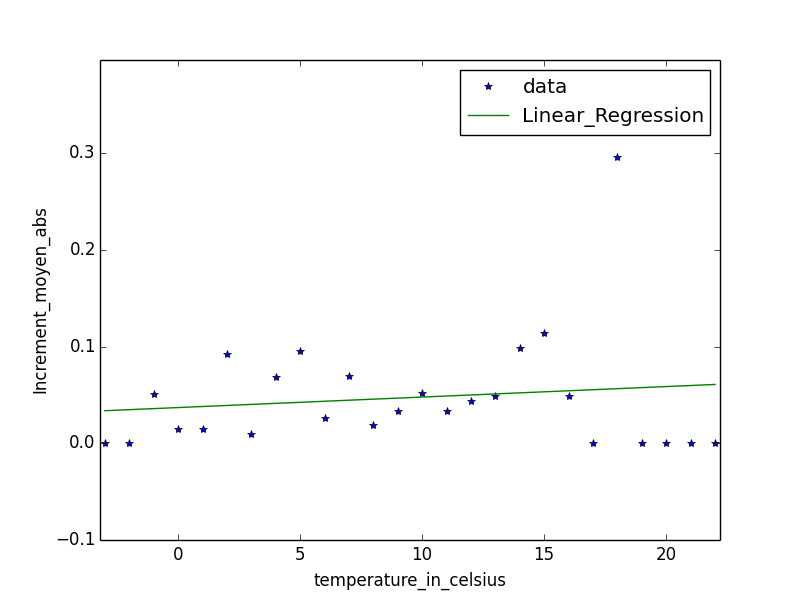 data
Linear_Regression
0.3
0.2
0.1
0.0
−0.1
Increment_moyen_abs
0 5 10 15 20
temperature_in_celsius